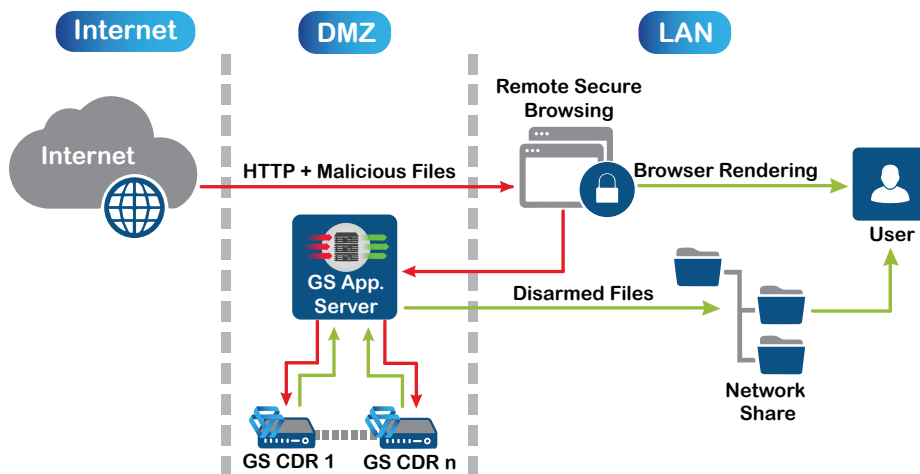 Internet
DMZ
LAN
Internet
HTTP + Malicious Files
Remote Secure
Browsing
Browser Rendering
User
GS App.
Server
Disarmed Files
Network
Share
GS CDR 1
GS CDR n